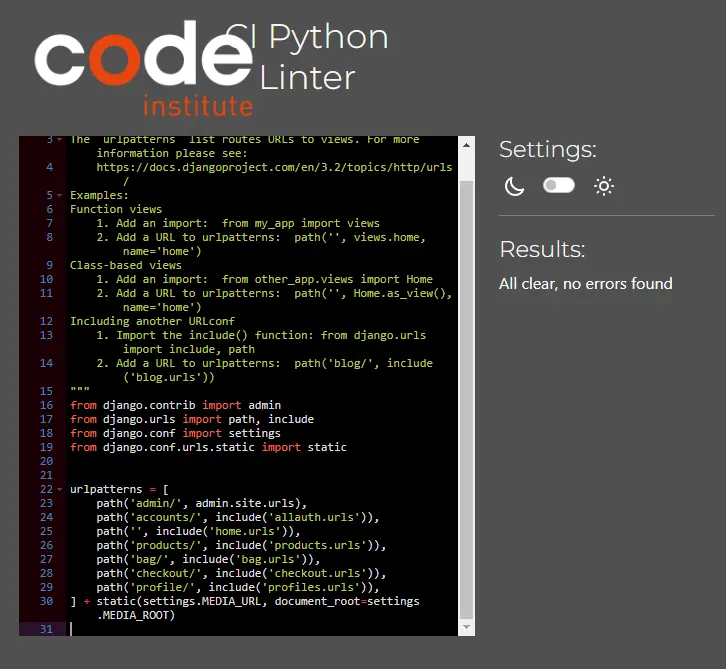 code
institute
CI Python
Linter
3 The `urlpatterns` list routes URLs to views. For more
information please see:
4 https://docs.djangoproject.com/en/3.2/topics/http/urls
/
5 Examples:
6 Function views
7 1. Add an import:  from my_app import views
8 2. Add a URL to urlpatterns:  path('', views.home,
name='home')
9 Class-based views
10 1. Add an import:  from other_app.views import Home
11 2. Add a URL to urlpatterns:  path('', Home.as_view(),
name='home')
12 Including another URLconf
13 1. Import the include() function: from django.urls
import include, path
14 2. Add a URL to urlpatterns:  path('blog/', include
('blog.urls'))
15 """
16 from django.contrib import admin
17 from django.urls import path, include
18 from django.conf import settings
19 from django.conf.urls.static import static
20
21
22 urlpatterns = [
23 path('admin/', admin.site.urls),
24 path('accounts/', include('allauth.urls')),
25 path('', include('home.urls')),
26 path('products/', include('products.urls')),
27 path('bag/', include('bag.urls')),
28 path('checkout/', include('checkout.urls')),
29 path('profile/', include('profiles.urls')),
30 ] + static(settings.MEDIA_URL, document_root=settings
.MEDIA_ROOT)
31
Settings:
Results:
All clear, no errors found